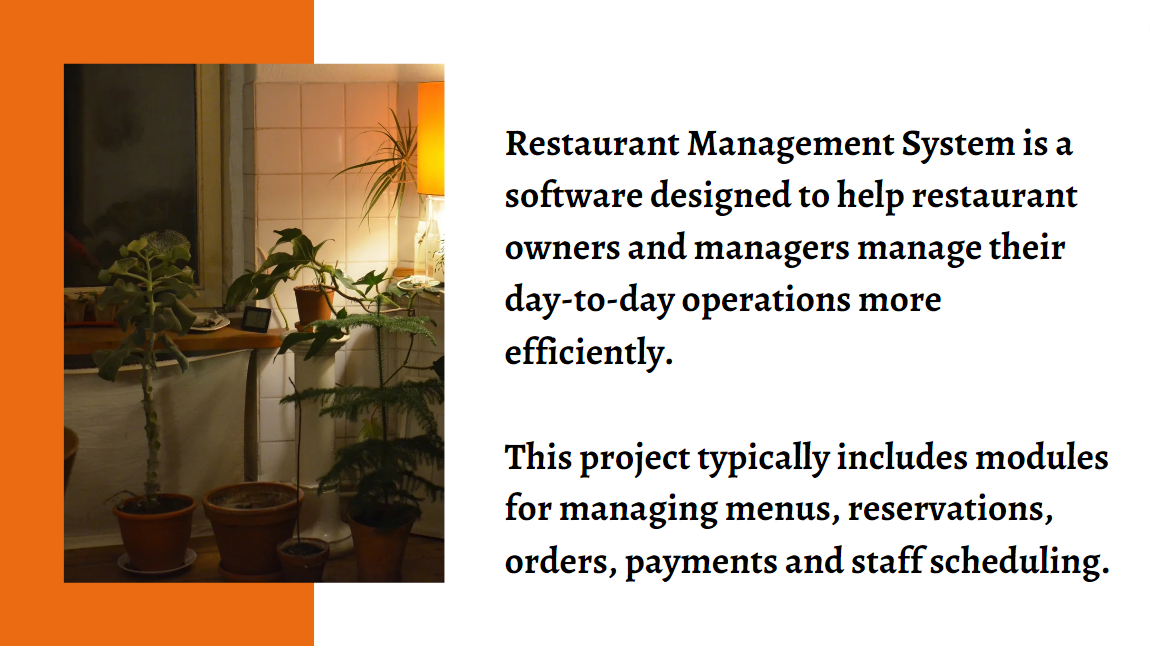 Restaurant Management System is a
software designed to help restaurant
owners and managers manage their
day-to-day operations more
efficiently.
This project typically includes modules
for managing menus, reservations,
orders, payments and staff scheduling.